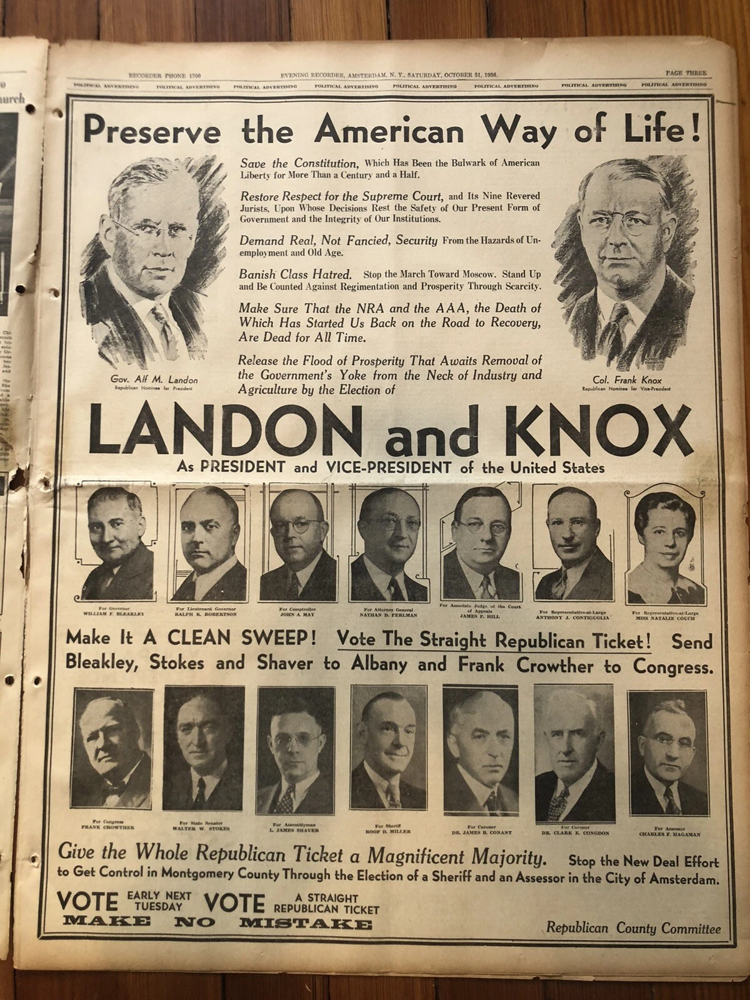 RECORDER PHONE 1700 EVENING RECORDER, AMSTERDAM, N. Y., SATURDAY, OCTOBER 31, 1936. PAGE THREE
POLITICAL ADVERTISING POLITICAL ADVERTISING POLITICAL ADVERTISING POLITICAL ADVERTISING POLITICAL ADVERTISING POLITICAL ADVERTISING POLITICAL ADVERTISING POLITICAL ADVERTISING
Preserve the American Way of Life!
Save the Constitution, Which Has Been the Bulwark of American
Liberty for More Than a Century and a Half.
Restore Respect for the Supreme Court, and Its Nine Revered
Jurists, Upon Whose Decisions Rest the Safety of Our Present Form of
Government and the Integrity of Our Institutions.
Demand Real, Not Fancied, Security From the Hazards of Un-
employment and Old Age.
Banish Class Hatred. Stop the March Toward Moscow. Stand Up
and Be Counted Against Regimentation and Prosperity Through Scarcity.
Make Sure That the NRA and the AAA, the Death of
Which Has Started Us Back on the Road to Recovery,
Are Dead for All Time.
Release the Flood of Prosperity That Awaits Removal of
the Government's Yoke from the Neck of Industry and
Agriculture by the Election of
Gov. Alf M. Landon
Republican Nominee for President
Col. Frank Knox
Republican Nominee for Vice-President
LANDON and KNOX
As PRESIDENT and VICE-PRESIDENT of the United States
For Governor
WILLIAM F. BLEAKLEY
For Lieutenant Governor
RALPH K. ROBERTSON
For Comptroller
JOHN A. MAY
For Attorney General
NATHAN D. PERLMAN
For Associate Judge of the Court
of Appeals
JAMES P. HILL
For Representative-at-Large
ANTHONY J. CONTIGUGLIA
For Representative-at-Large
MISS NATALIE COUCH
Make It A CLEAN SWEEP! Vote The Straight Republican Ticket! Send
Bleakley, Stokes and Shaver to Albany and Frank Crowther to Congress.
For Congress
FRANK CROWTHER
For State Senator
WALTER W. STOKES
For Assemblyman
L. JAMES SHAVER
For Sheriff
ROOF D. MILLER
For Coroner
DR. JAMES B. CONANT
For Coroner
DR. CLARK E. CONGDON
For Assessor
CHARLES F. HAGAMAN
Give the Whole Republican Ticket a Magnificent Majority. Stop the New Deal Effort
to Get Control in Montgomery County Through the Election of a Sheriff and an Assessor in the City of Amsterdam.
VOTE EARLY NEXT TUESDAY VOTE A STRAIGHT REPUBLICAN TICKET
MAKE NO MISTAKE
Republican County Committee